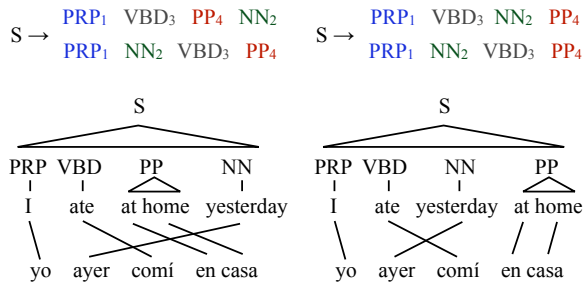 S → PRP₁ VBD₃ PP₄ NN₂
PRP₁ NN₂ VBD₃ PP₄
S
PRP VBD PP NN
I ate at home yesterday
yo ayer comí en casa
S → PRP₁ VBD₃ NN₂ PP₄
PRP₁ NN₂ VBD₃ PP₄
S
PRP VBD NN PP
I ate yesterday at home
yo ayer comí en casa